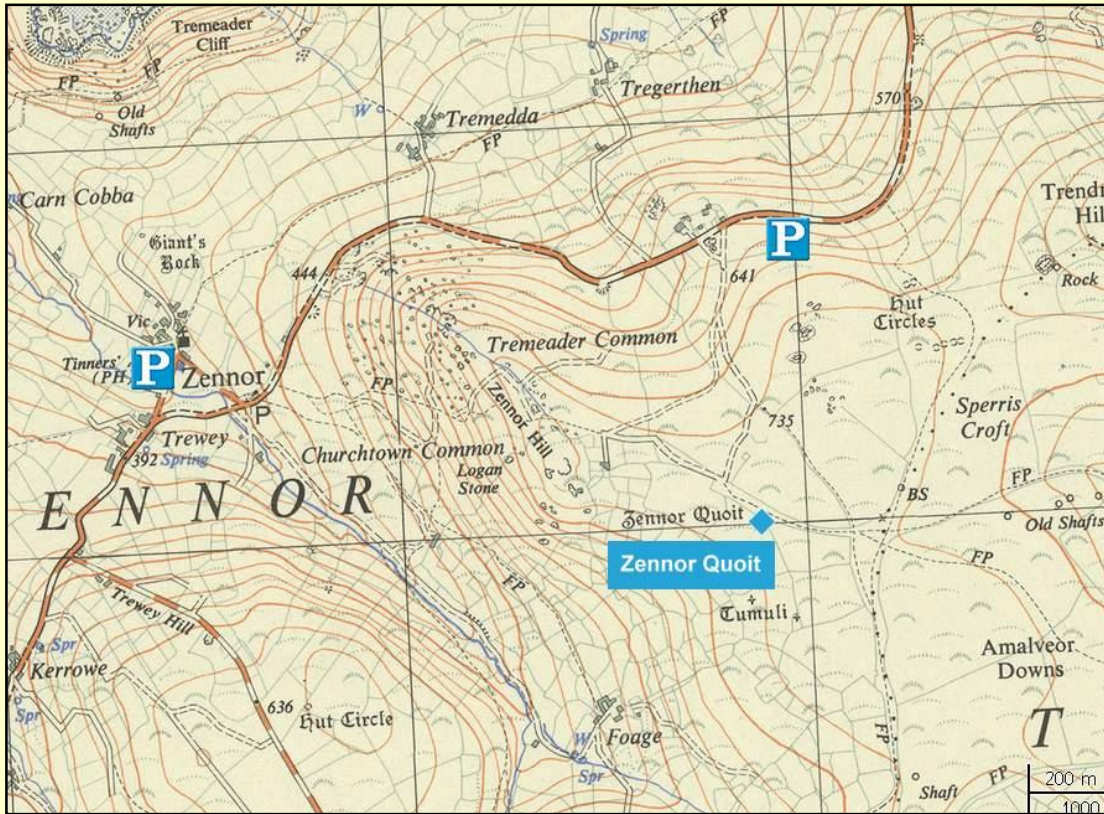 Tremeader
Cliff
FP
Spring
FP
FP
Old
Shafts
W
Tremedda
FP
Tregerthen
570
Carn Cobba
Giant's
Rock
444
P
641
Hut
Circles
Rock
Vic
Tinners'
(PH)
P
Zennor
P
FP
Tremeader Common
Zennor Hill
735
Sperris
Croft
Trewey
392
Spring
Churchtown Common
Logan
Stone
BS
FP
ENNOR
Zennor Quoit
Old Shafts
Zennor Quoit
FP
FP
Tumuli
Trewey Hill
Spr
Kerrowe
Spr
636
Hut Circle
Foage
W
Spr
Amalveor
Downs
T
FP
Shaft
FP
200 m
1000